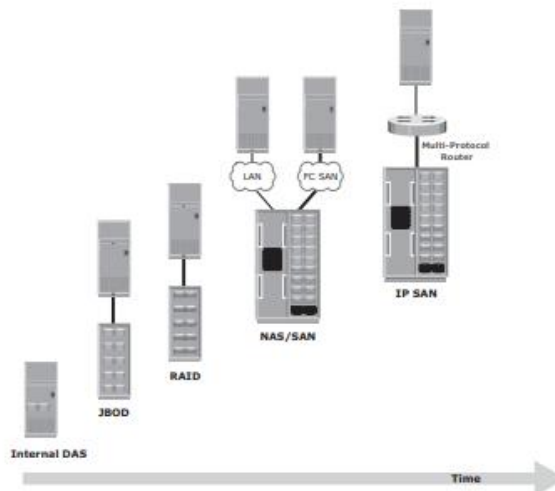 Multi-Protocol
Router
LAN
FC SAN
IP SAN
NAS/SAN
RAID
JBOD
Internal DAS
Time